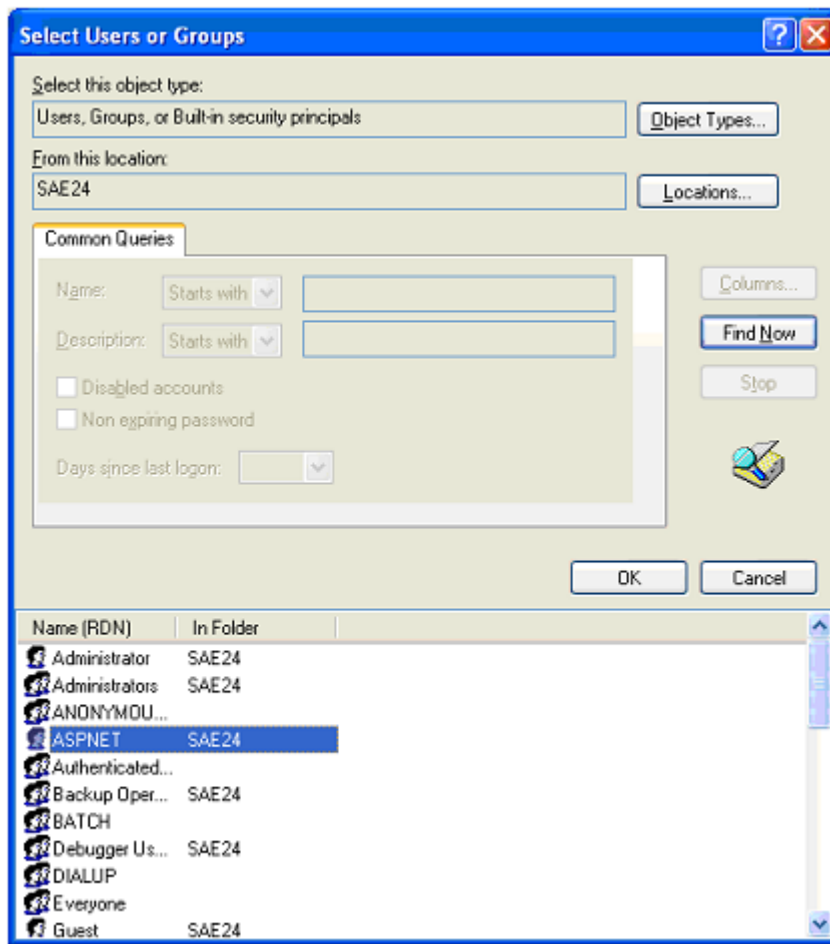 Select Users or Groups
Select this object type:
Users, Groups, or Built-in security principals
Object Types...
From this location:
SAE24
Locations...
Common Queries
Name: Starts with
Description: Starts with
Disabled accounts
Non expiring password
Days since last logon:
Columns...
Find Now
Stop
OK Cancel
Name (RDN) In Folder
Administrator SAE24
Administrators SAE24
ANONYMOU...
ASPNET SAE24
Authenticated...
Backup Oper... SAE24
BATCH
Debugger Us... SAE24
DIALUP
Everyone
Guest SAE24